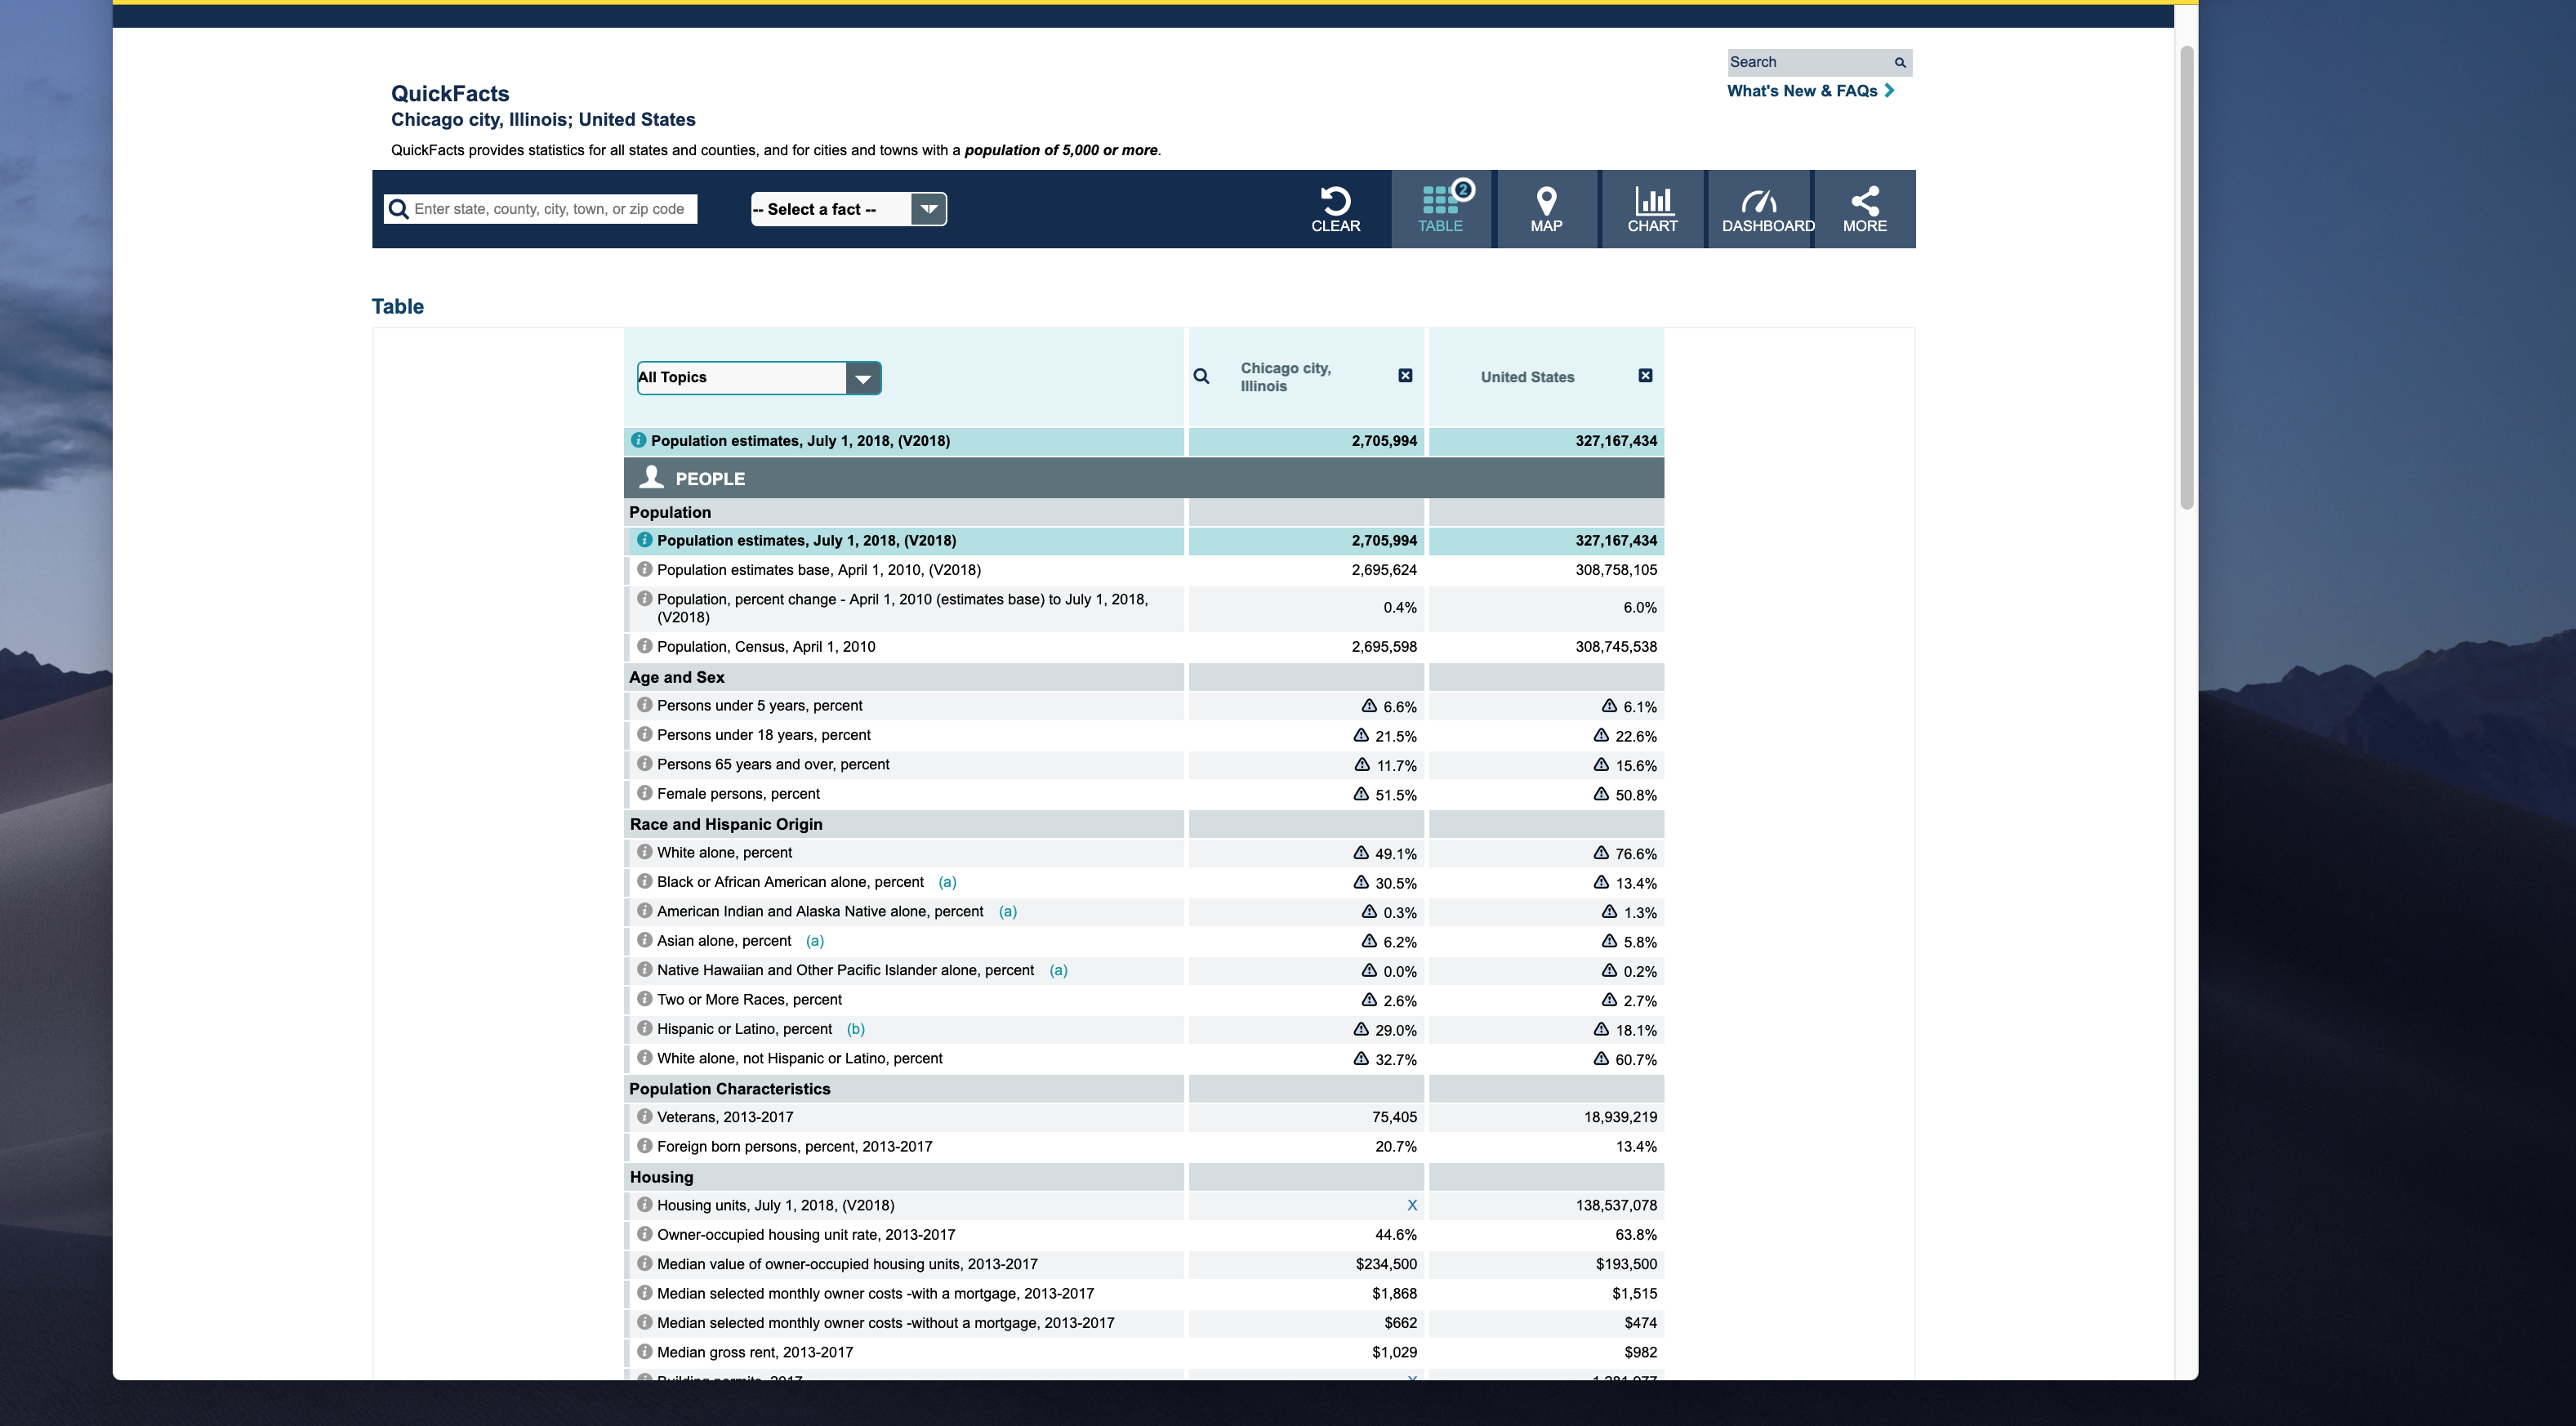 Search
What's New & FAQs
QuickFacts
Chicago city, Illinois; United States
QuickFacts provides statistics for all states and counties, and for cities and towns with a population of 5,000 or more.
Enter state, county, city, town, or zip code
-- Select a fact --
CLEAR
2
TABLE
MAP
CHART
DASHBOARD
MORE
Table
All Topics
Chicago city,
Illinois
United States
Population estimates, July 1, 2018, (V2018) 2,705,994 327,167,434
PEOPLE
Population
Population estimates, July 1, 2018, (V2018) 2,705,994 327,167,434
Population estimates base, April 1, 2010, (V2018) 2,695,624 308,758,105
Population, percent change - April 1, 2010 (estimates base) to July 1, 2018,
(V2018) 0.4% 6.0%
Population, Census, April 1, 2010 2,695,598 308,745,538
Age and Sex
Persons under 5 years, percent 6.6% 6.1%
Persons under 18 years, percent 21.5% 22.6%
Persons 65 years and over, percent 11.7% 15.6%
Female persons, percent 51.5% 50.8%
Race and Hispanic Origin
White alone, percent 49.1% 76.6%
Black or African American alone, percent (a) 30.5% 13.4%
American Indian and Alaska Native alone, percent (a) 0.3% 1.3%
Asian alone, percent (a) 6.2% 5.8%
Native Hawaiian and Other Pacific Islander alone, percent (a) 0.0% 0.2%
Two or More Races, percent 2.6% 2.7%
Hispanic or Latino, percent (b) 29.0% 18.1%
White alone, not Hispanic or Latino, percent 32.7% 60.7%
Population Characteristics
Veterans, 2013-2017 75,405 18,939,219
Foreign born persons, percent, 2013-2017 20.7% 13.4%
Housing
Housing units, July 1, 2018, (V2018) X 138,537,078
Owner-occupied housing unit rate, 2013-2017 44.6% 63.8%
Median value of owner-occupied housing units, 2013-2017 $234,500 $193,500
Median selected monthly owner costs -with a mortgage, 2013-2017 $1,868 $1,515
Median selected monthly owner costs -without a mortgage, 2013-2017 $662 $474
Median gross rent, 2013-2017 $1,029 $982
Building permits, 2017 X